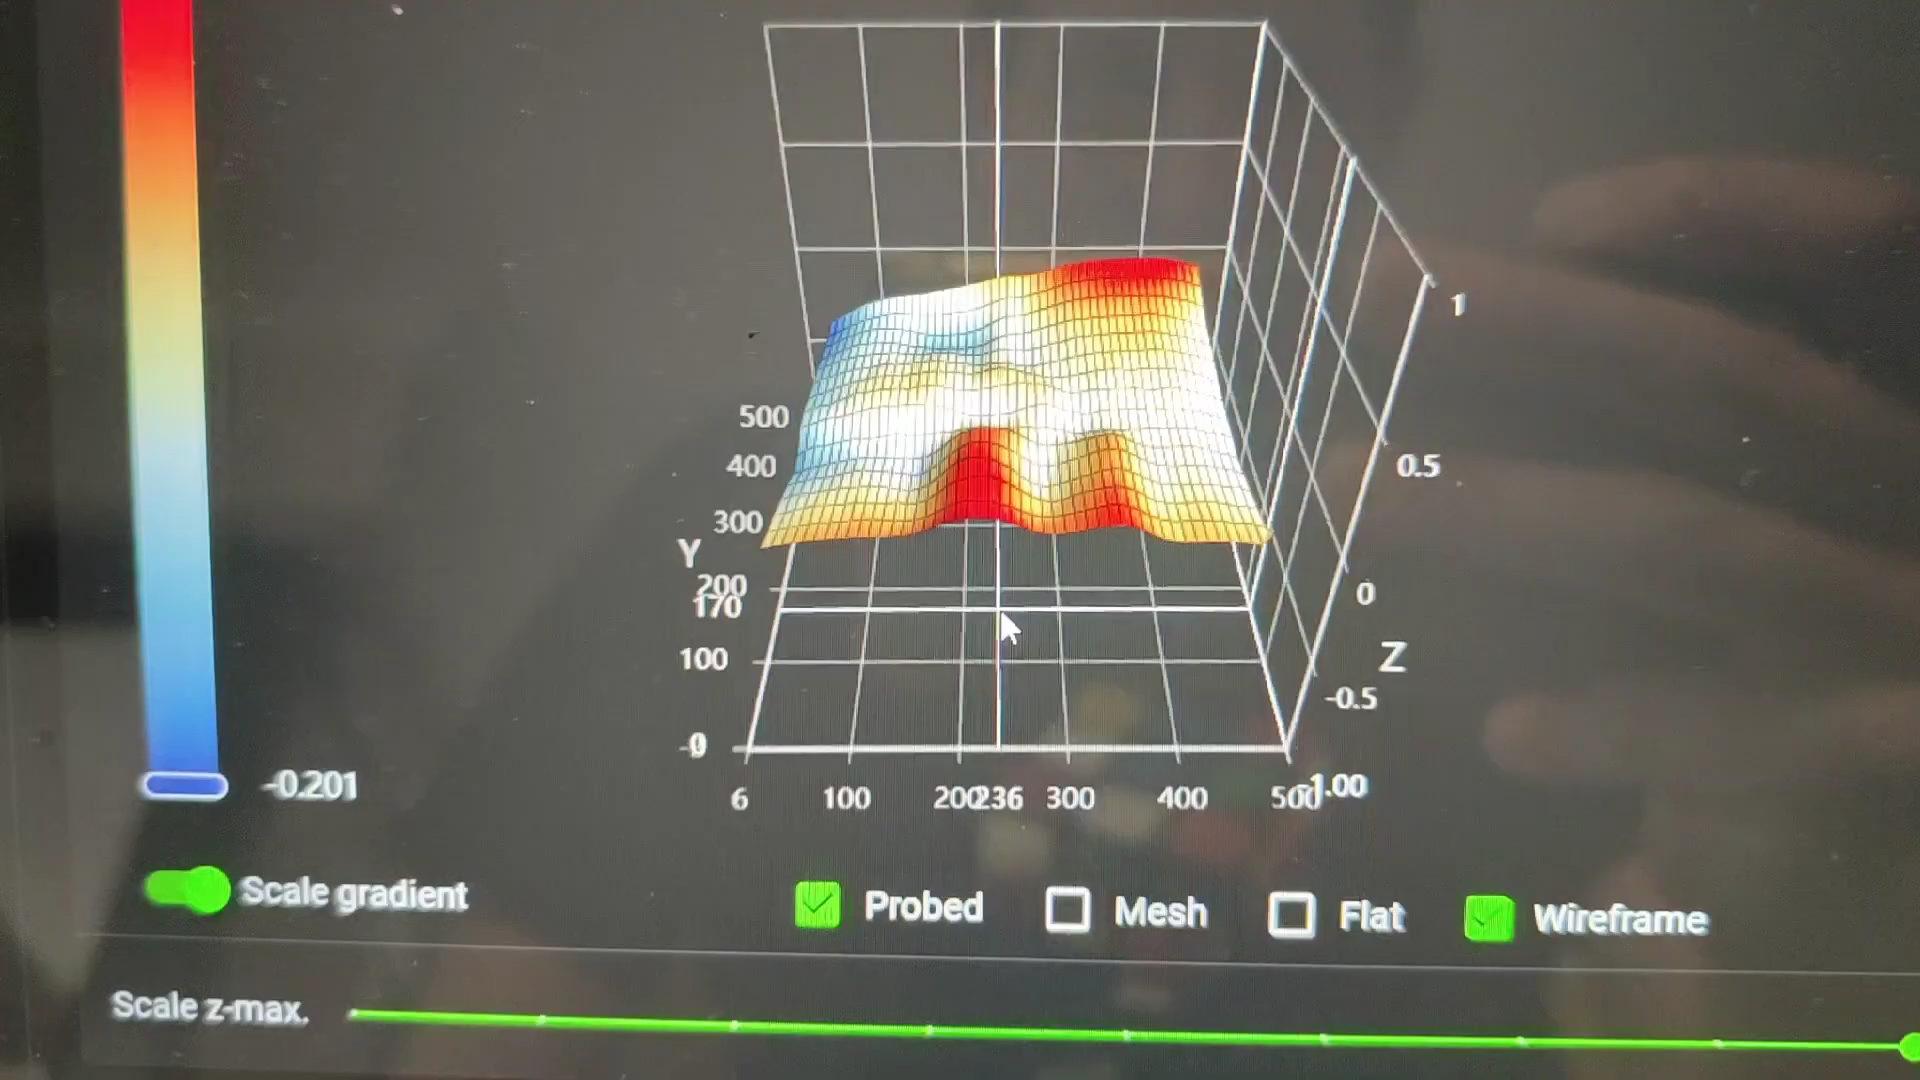 1
500
400
0.5
300
Y
200
170
0
100
Z
-0.5
-0.201
6
100
200
236
300
400
500
-1.00
Scale gradient
Probed
Mesh
Flat
Wireframe
Scale z-max.